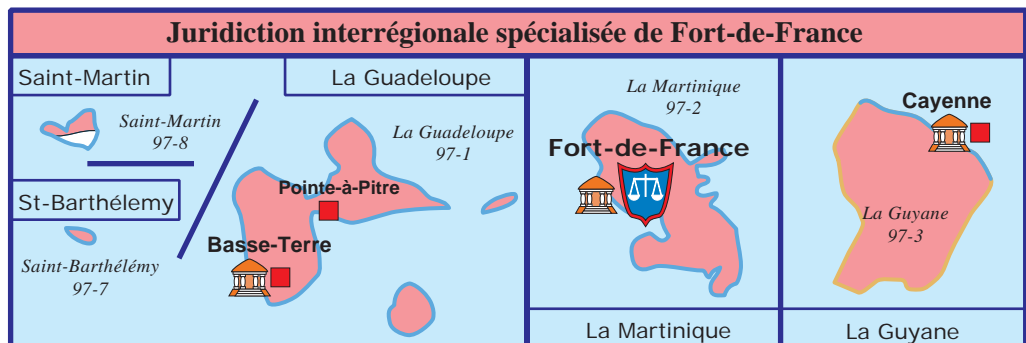 Juridiction interrégionale spécialisée de Fort-de-France
Saint-Martin
La Guadeloupe
Saint-Martin
97-8
La Guadeloupe
97-1
St-Barthélemy
Pointe-à-Pitre
Basse-Terre
Saint-Barthélémy
97-7
La Martinique
97-2
Fort-de-France
La Martinique
Cayenne
La Guyane
97-3
La Guyane